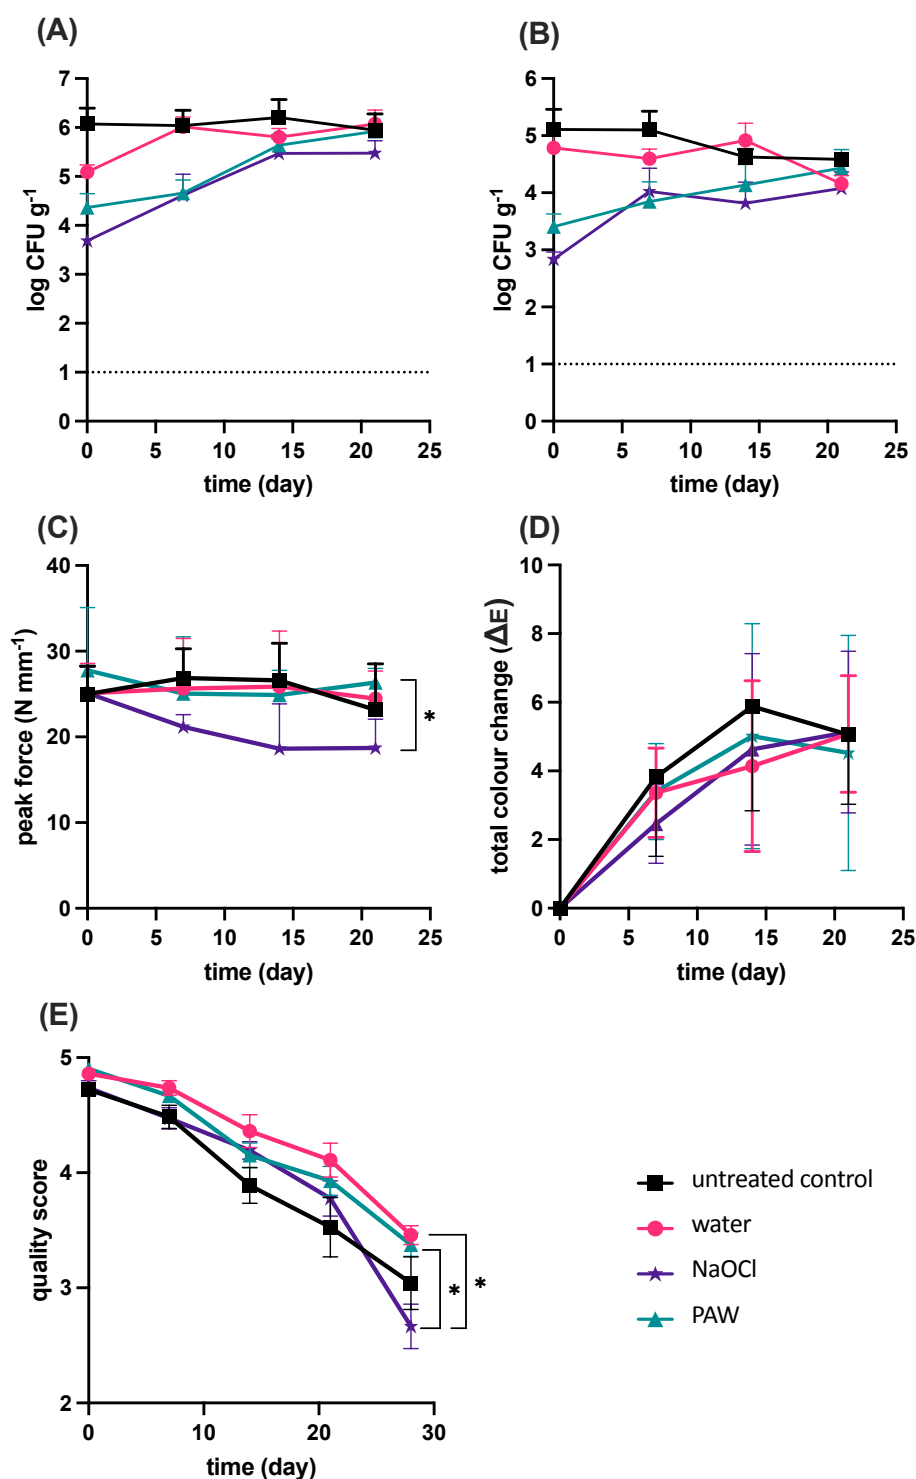 (A)
7
6
5
4
3
2
1
0
log CFU g⁻¹
0 5 10 15 20 25
time (day)
(B)
6
5
4
3
2
1
0
log CFU g⁻¹
0 5 10 15 20 25
time (day)
(C)
40
30
20
10
0
peak force (N mm⁻¹)
*
0 5 10 15 20 25
time (day)
(D)
10
8
6
4
2
0
total colour change (ΔE)
0 5 10 15 20 25
time (day)
(E)
5
4
3
2
quality score
* *
0 10 20 30
time (day)
untreated control
water
NaOCl
PAW